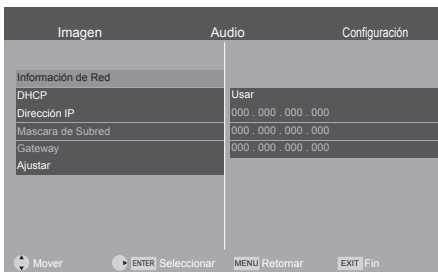 Imagen Audio Configuración
Información de Red
DHCP Usar
Dirección IP 000 . 000 . 000 . 000
Mascara de Subred 000 . 000 . 000 . 000
Gateway 000 . 000 . 000 . 000
Ajustar
Mover ENTER Seleccionar MENU Retornar EXIT Fin